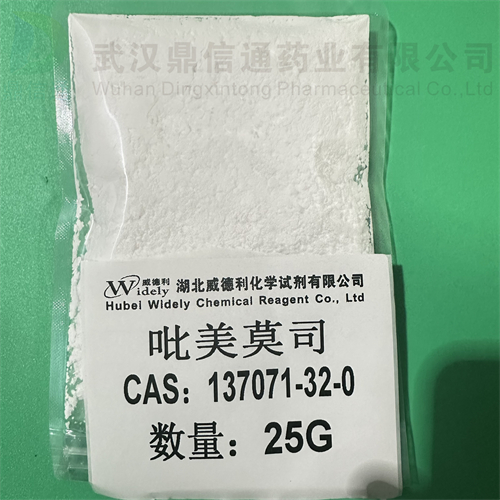 武汉鼎信通药业有限公司
Wuhan Dingxintong Pharmaceutical Co.,Ltd
威德利
Widely
湖北威德利化学试剂有限公司
Hubei Widely Chemical Reagent Co., Ltd
吡美莫司
CAS: 137071-32-0
数量: 25G